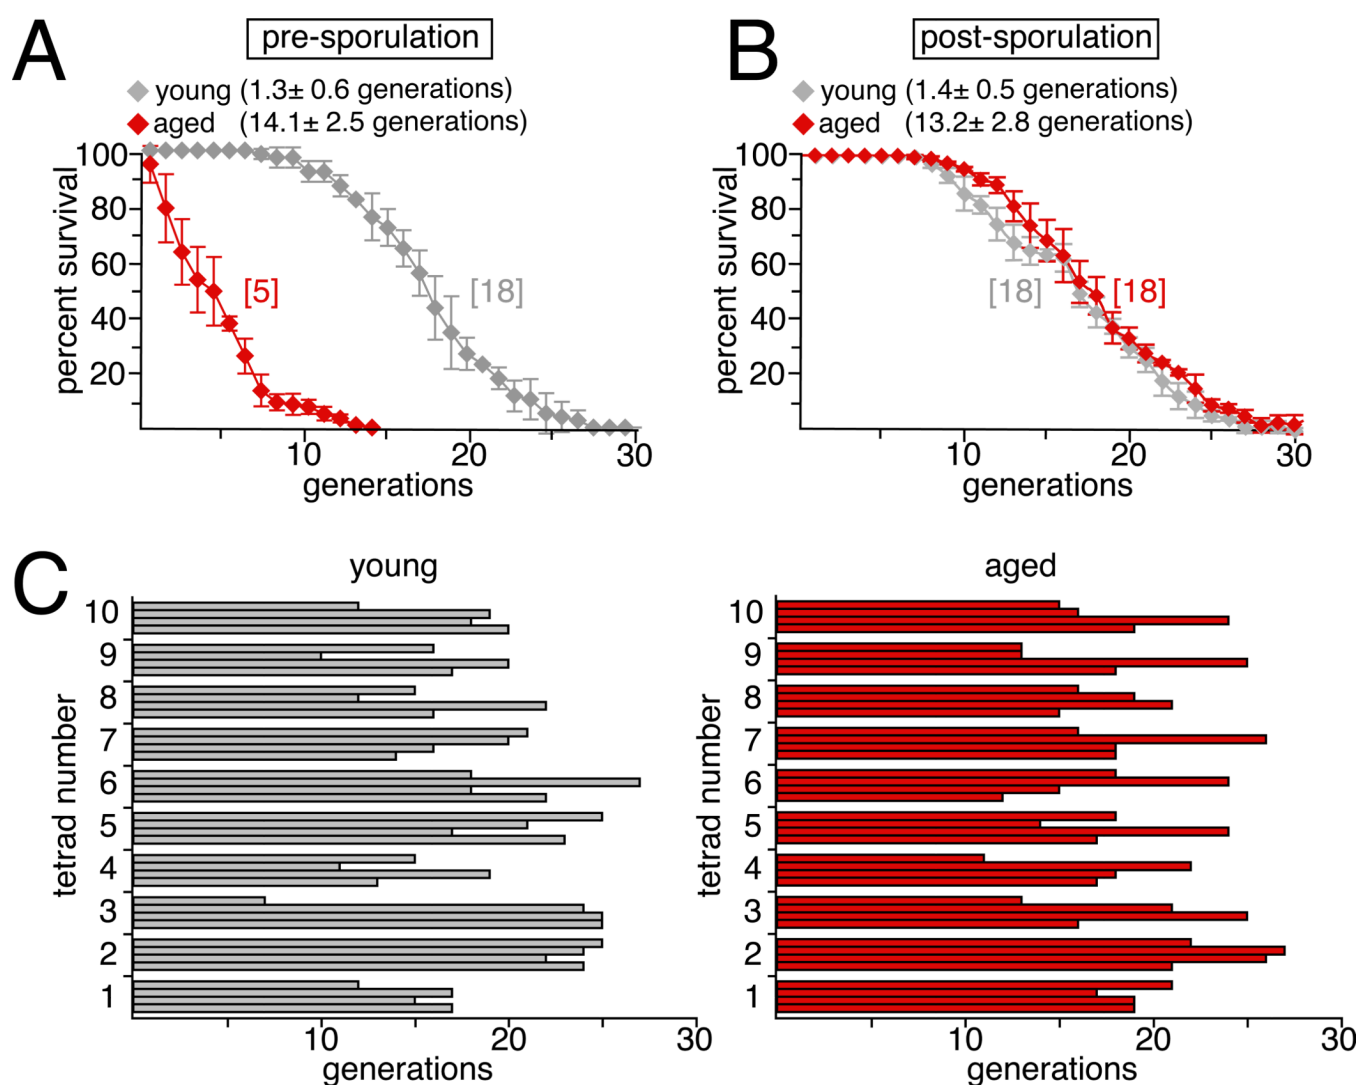 A
pre-sporulation
young (1.3± 0.6 generations)
aged (14.1± 2.5 generations)
percent survival
100
80
60
40
20
[5]
[18]
10
20
30
generations
B
post-sporulation
young (1.4± 0.5 generations)
aged (13.2± 2.8 generations)
percent survival
100
80
60
40
20
[18]
[18]
10
20
30
generations
C
young
tetrad number
10
9
8
7
6
5
4
3
2
1
10
20
30
generations
aged
tetrad number
10
9
8
7
6
5
4
3
2
1
10
20
30
generations